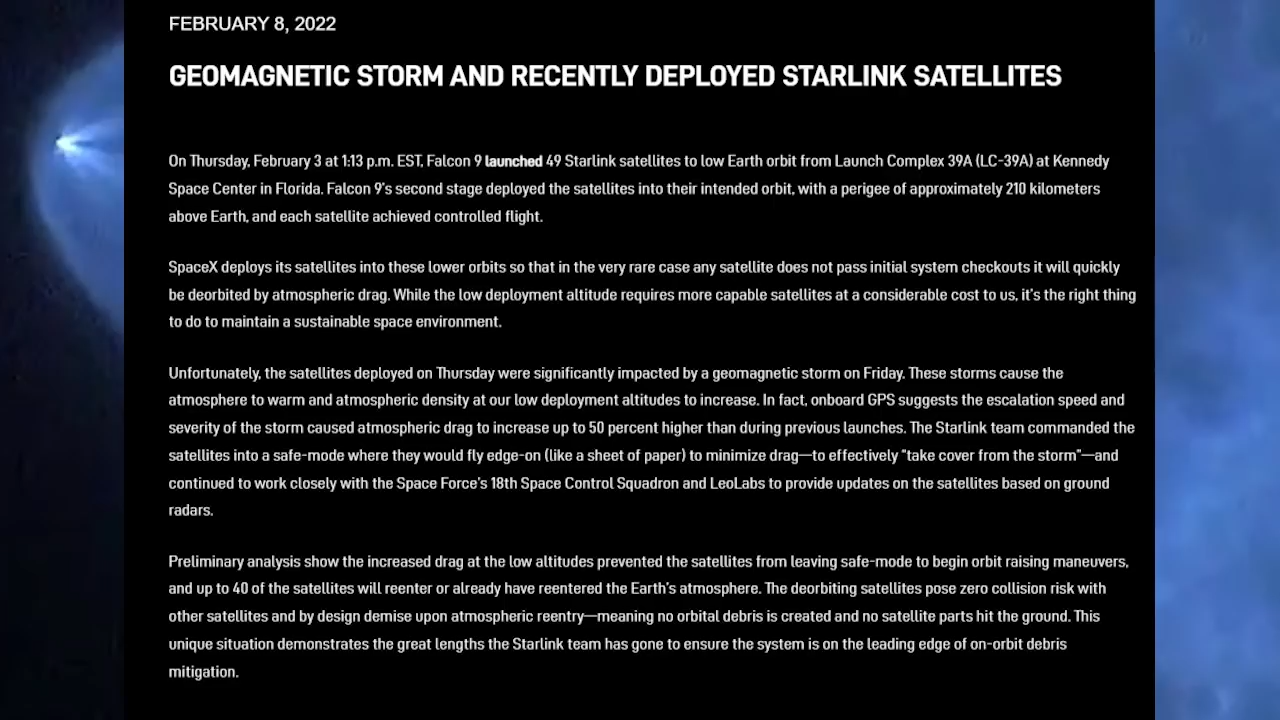 FEBRUARY 8, 2022
GEOMAGNETIC STORM AND RECENTLY DEPLOYED STARLINK SATELLITES
On Thursday, February 3 at 1:13 p.m. EST, Falcon 9 launched 49 Starlink satellites to low Earth orbit from Launch Complex 39A (LC-39A) at Kennedy
Space Center in Florida. Falcon 9's second stage deployed the satellites into their intended orbit, with a perigee of approximately 210 kilometers
above Earth, and each satellite achieved controlled flight.
SpaceX deploys its satellites into these lower orbits so that in the very rare case any satellite does not pass initial system checkouts it will quickly
be deorbited by atmospheric drag. While the low deployment altitude requires more capable satellites at a considerable cost to us, it's the right thing
to do to maintain a sustainable space environment.
Unfortunately, the satellites deployed on Thursday were significantly impacted by a geomagnetic storm on Friday. These storms cause the
atmosphere to warm and atmospheric density at our low deployment altitudes to increase. In fact, onboard GPS suggests the escalation speed and
severity of the storm caused atmospheric drag to increase up to 50 percent higher than during previous launches. The Starlink team commanded the
satellites into a safe-mode where they would fly edge-on (like a sheet of paper) to minimize drag—to effectively "take cover from the storm"—and
continued to work closely with the Space Force's 18th Space Control Squadron and LeoLabs to provide updates on the satellites based on ground
radars.
Preliminary analysis show the increased drag at the low altitudes prevented the satellites from leaving safe-mode to begin orbit raising maneuvers,
and up to 40 of the satellites will reenter or already have reentered the Earth's atmosphere. The deorbiting satellites pose zero collision risk with
other satellites and by design demise upon atmospheric reentry—meaning no orbital debris is created and no satellite parts hit the ground. This
unique situation demonstrates the great lengths the Starlink team has gone to ensure the system is on the leading edge of on-orbit debris
mitigation.